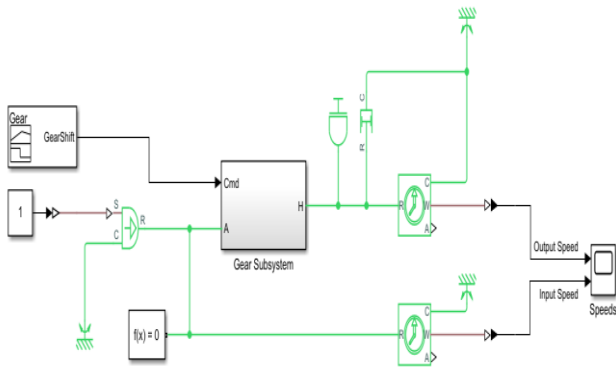 Gear
GearShift
1
S
C
R
Cmd
A
H
Gear Subsystem
C
R
R
C
W
A
f(x) = 0
R
C
W
A
Output Speed
Input Speed
Speeds